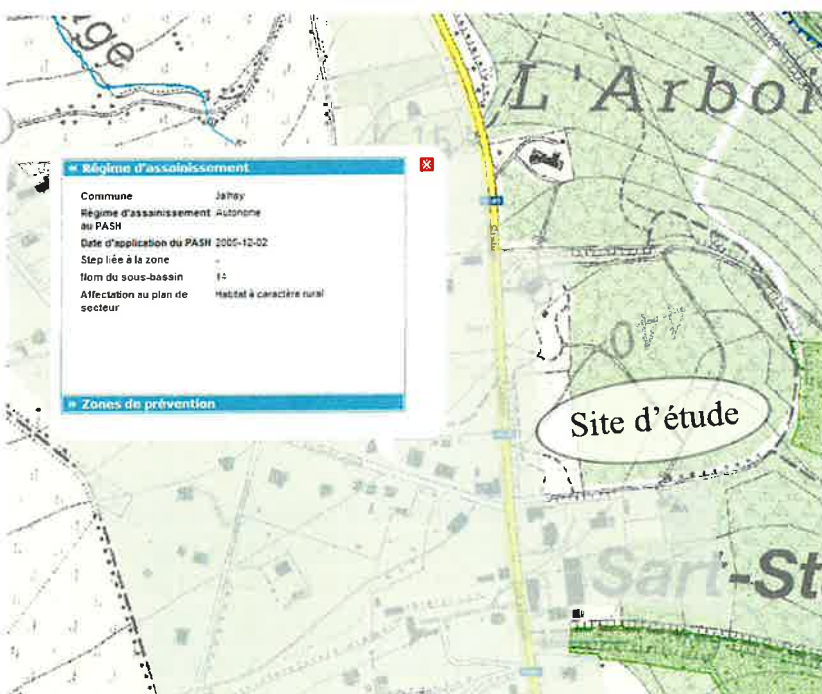 L'Arboi
« Régime d'assainissement
Commune Jalhay
Régime d'assainissement Autonome
au PASH
Date d'application du PASH 2005-12-02
Step liée à la zone -
Nom du sous-bassin 14
Affectation au plan de Habitat à caractère rural
secteur
» Zones de prévention
Site d'étude
Sart-St